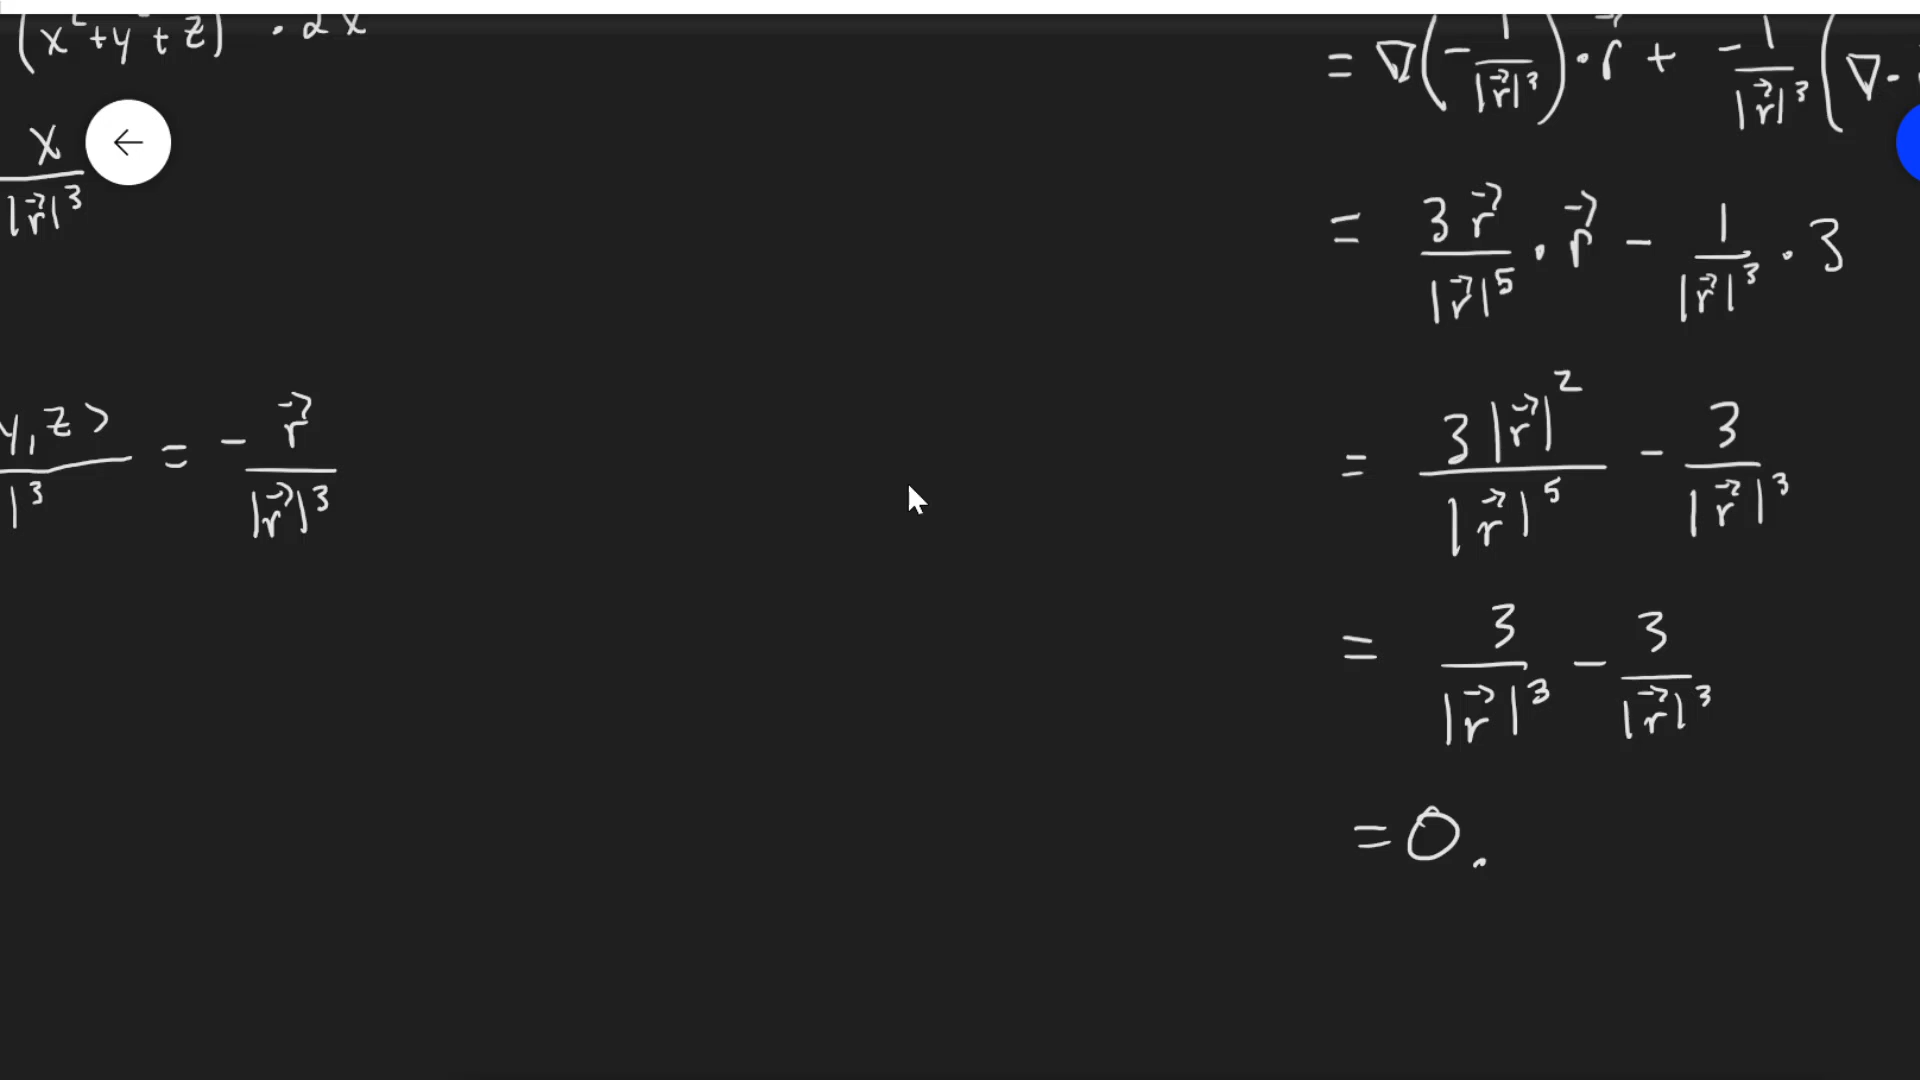 (x²+y²+z²) · 2x
x
|r⃗|³
y, z> = - r⃗
|³ |r⃗|³
= ∇(- 1/|r⃗|³) · r⃗ + - 1/|r⃗|³ (∇ ·
= 3r⃗/|r⃗|⁵ · r⃗ - 1/|r⃗|³ · 3
= 3|r⃗|²/|r⃗|⁵ - 3/|r⃗|³
= 3/|r⃗|³ - 3/|r⃗|³
= 0.